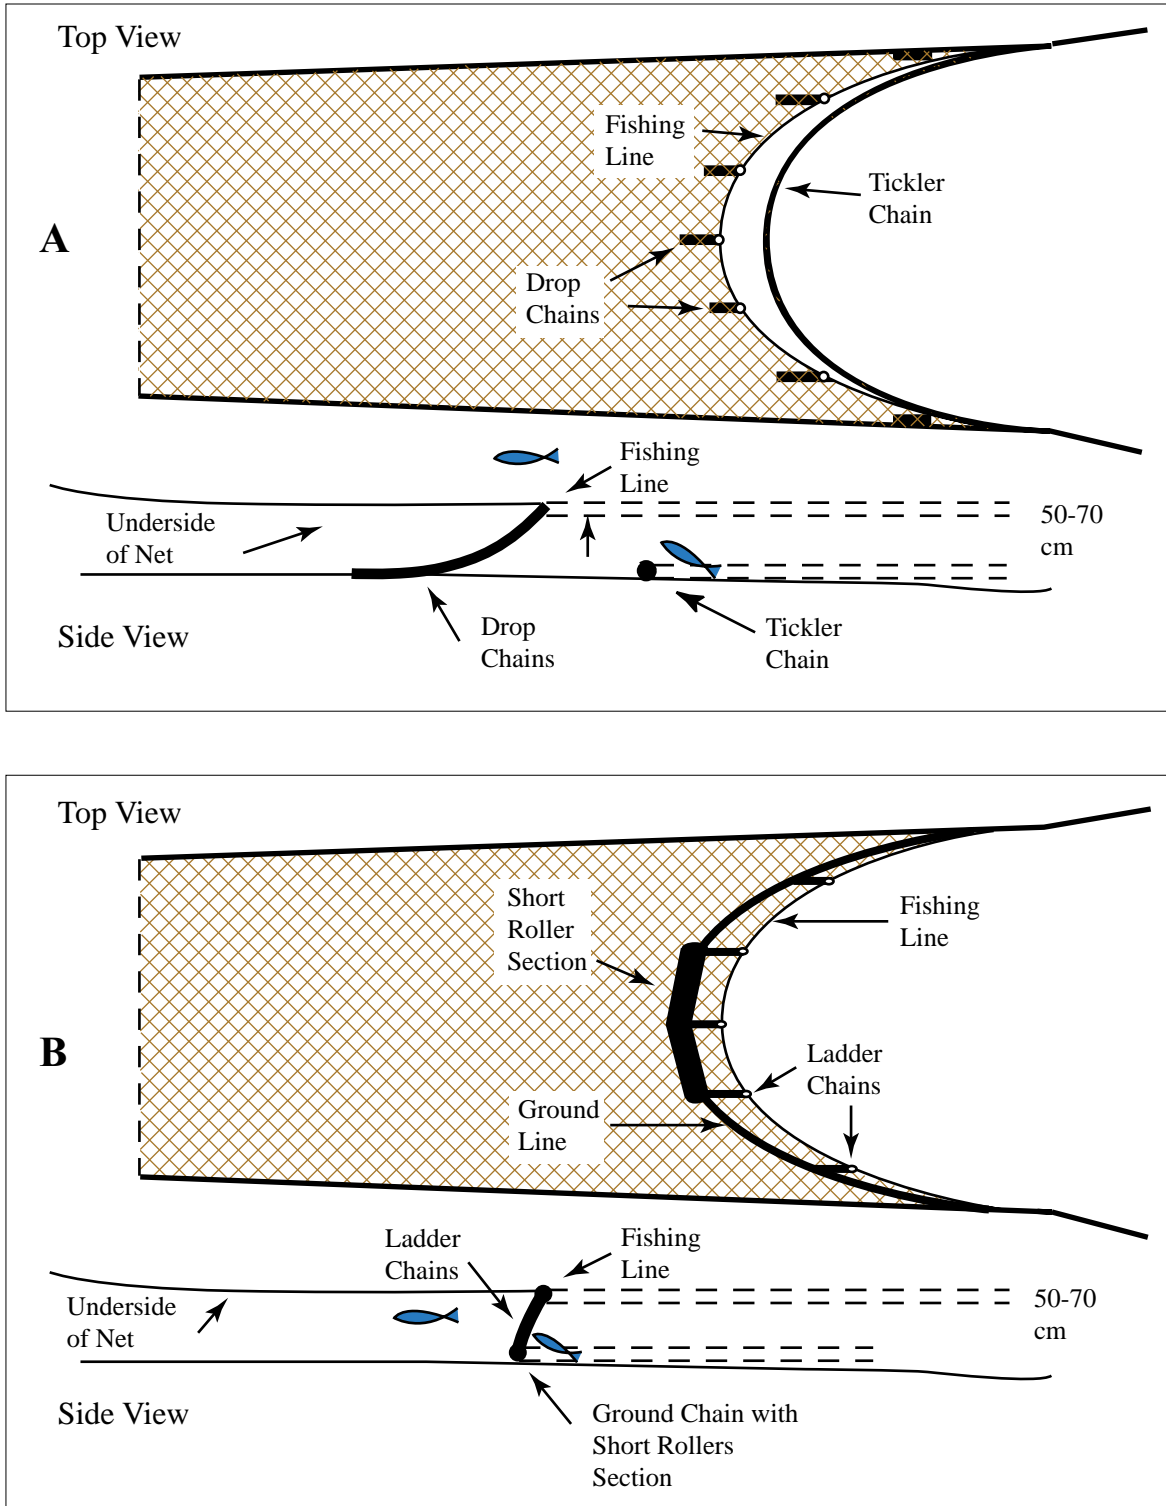 Top View
Fishing
Line
Tickler
Chain
A
Drop
Chains
Fishing
Line
50-70
cm
Underside
of Net
Side View
Drop
Chains
Tickler
Chain
Top View
Short
Roller
Section
Fishing
Line
B
Ladder
Chains
Ground
Line
Ladder
Chains
Fishing
Line
50-70
cm
Underside
of Net
Side View
Ground Chain with
Short Rollers
Section